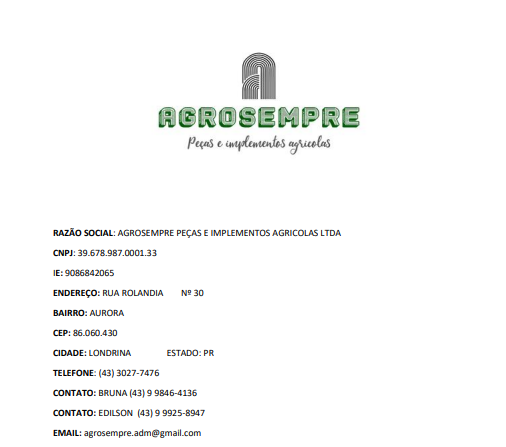 AGROSEMPRE
Peças e implementos agrícolas
RAZÃO SOCIAL: AGROSEMPRE PEÇAS E IMPLEMENTOS AGRICOLAS LTDA
CNPJ: 39.678.987.0001.33
IE: 9086842065
ENDEREÇO: RUA ROLANDIA Nº 30
BAIRRO: AURORA
CEP: 86.060.430
CIDADE: LONDRINA ESTADO: PR
TELEFONE: (43) 3027-7476
CONTATO: BRUNA (43) 9 9846-4136
CONTATO: EDILSON (43) 9 9925-8947
EMAIL: agrosempre.adm@gmail.com